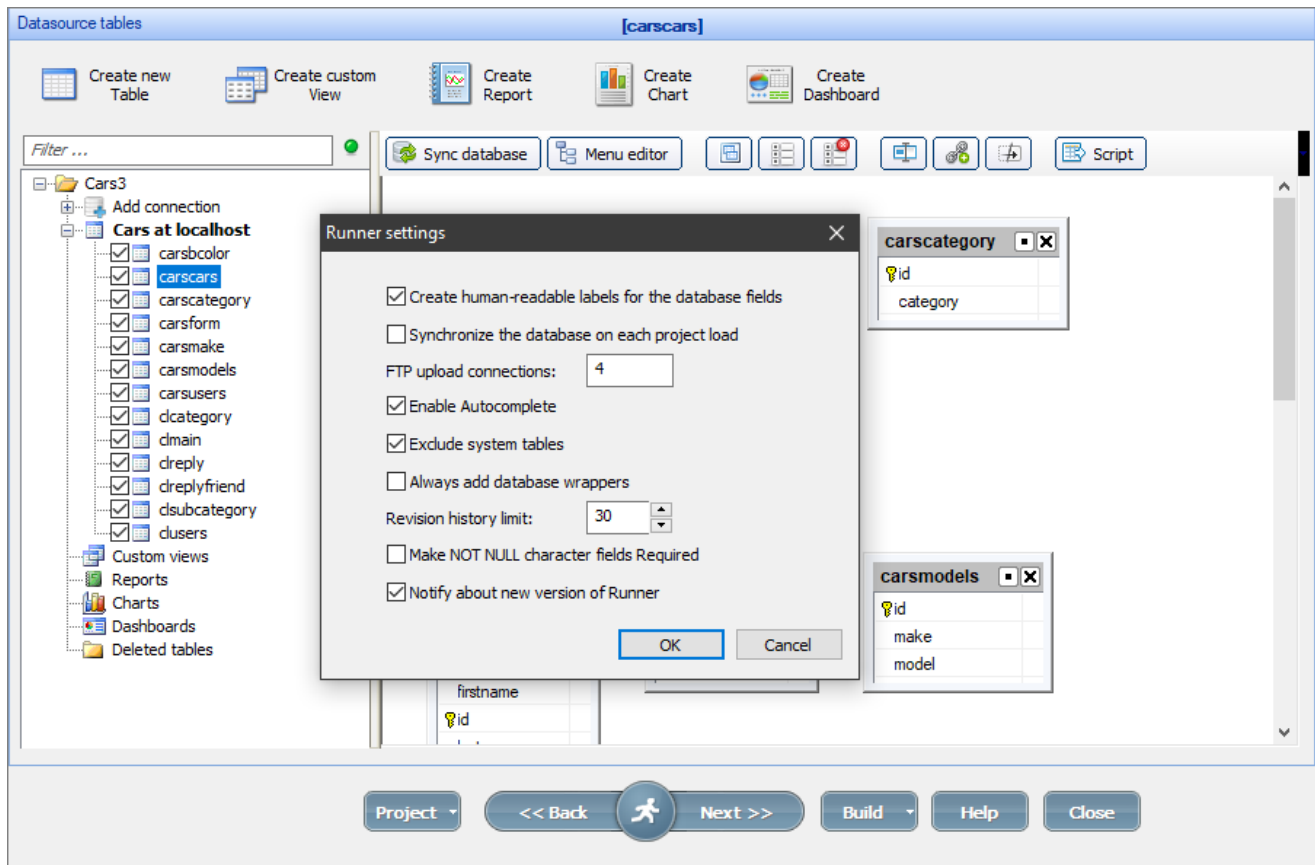 Datasource tables
[carscars]
Create new Table
Create custom View
Create Report
Create Chart
Create Dashboard
Filter ...
Sync database
Menu editor
Script
Cars3
Add connection
Cars at localhost
carsbcolor
carscars
carscategory
carsform
carsmake
carsmodels
carsusers
clcategory
clmain
clreply
clreplyfriend
clsubcategory
clusers
Custom views
Reports
Charts
Dashboards
Deleted tables
Runner settings
Create human-readable labels for the database fields
Synchronize the database on each project load
FTP upload connections: 4
Enable Autocomplete
Exclude system tables
Always add database wrappers
Revision history limit: 30
Make NOT NULL character fields Required
Notify about new version of Runner
OK
Cancel
carscategory
id
category
carsmodels
id
make
model
firstname
id
Project
<< Back
Next >>
Build
Help
Close